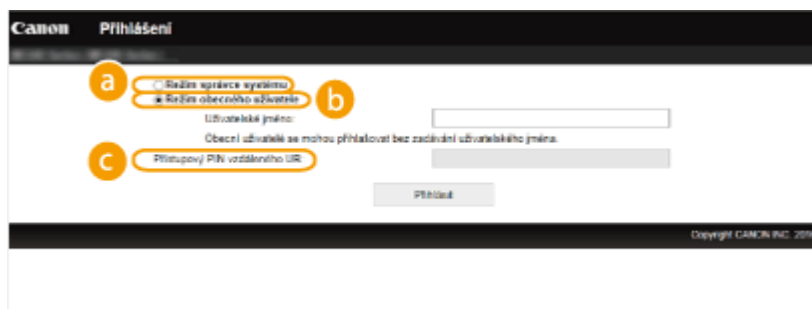 Canon Přihlášení
a
Režim správce systému
Režim obecného uživatele
b
Uživatelské jméno:
Obecní uživatelé se mohou přihlašovat bez zadávání uživatelského jména.
c
Přístupový PIN vzdáleného UR:
Přihlásit
Copyright CANON INC. 201